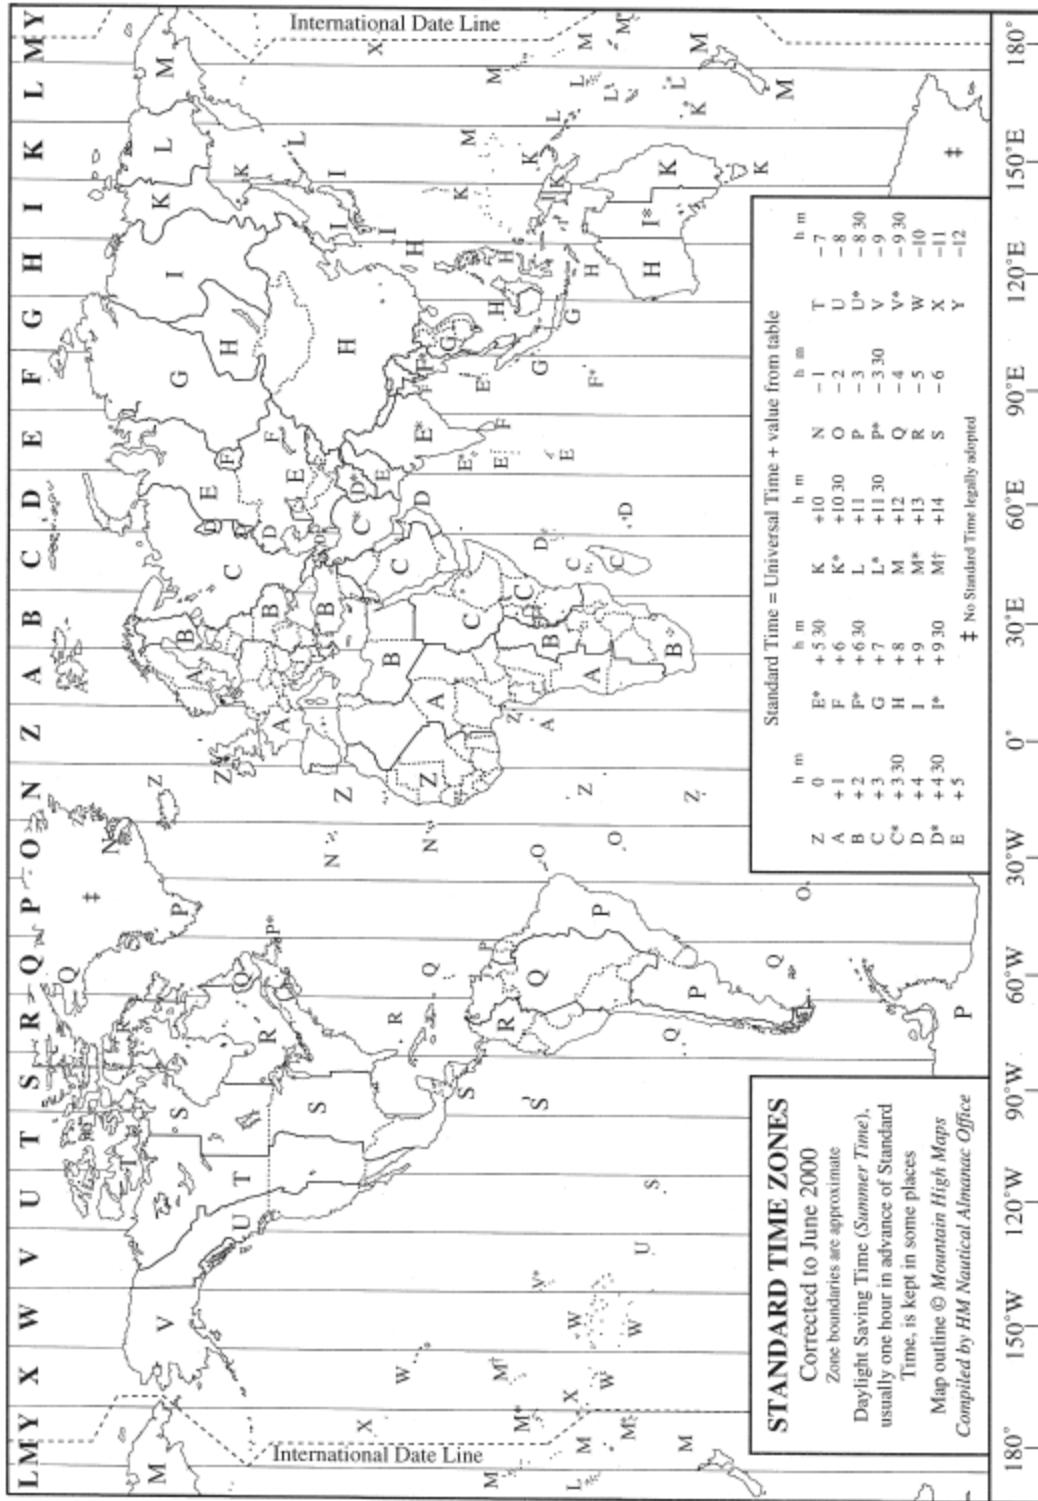 L M Y X W V U T S R Q P O N Z A B C D E F G H I K L M Y
International Date Line
International Date Line
M V U T S R Q P N Z A B C D E F G H I K L M
‡
X W M† M* V* W U S R Q P P* O N Z A B C C* D D* E E* F F* G H I I* K L L* M
‡
STANDARD TIME ZONES
Corrected to June 2000
Zone boundaries are approximate
Daylight Saving Time (Summer Time),
usually one hour in advance of Standard
Time, is kept in some places
Map outline © Mountain High Maps
Compiled by HM Nautical Almanac Office
Standard Time = Universal Time + value from table
h m h m h m h m h m
Z 0 E* + 5 30 K +10 N − 1 T − 7
A + 1 F + 6 K* +10 30 O − 2 U − 8
B + 2 F* + 6 30 L +11 P − 3 U* − 8 30
C + 3 G + 7 L* +11 30 P* − 3 30 V − 9
C* + 3 30 H + 8 M +12 Q − 4 V* − 9 30
D + 4 I + 9 M* +13 R − 5 W −10
D* + 4 30 I* + 9 30 M† +14 S − 6 X −11
E + 5 Y −12
‡ No Standard Time legally adopted
180° 150°W 120°W 90°W 60°W 30°W 0° 30°E 60°E 90°E 120°E 150°E 180°